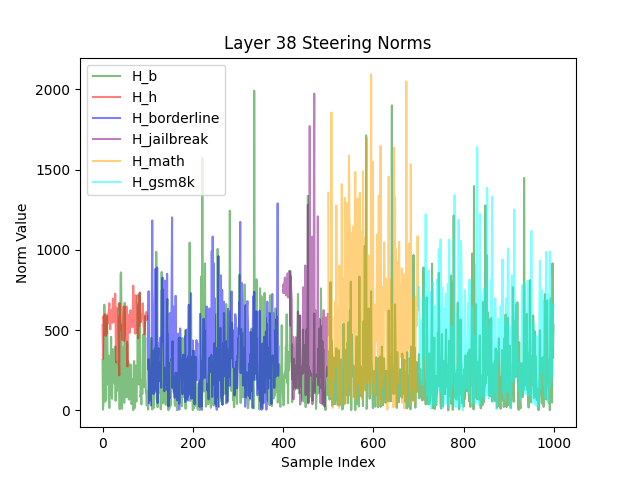 Layer 38 Steering Norms
H_b
H_h
H_borderline
H_jailbreak
H_math
H_gsm8k
Norm Value
2000
1500
1000
500
0
0 200 400 600 800 1000
Sample Index